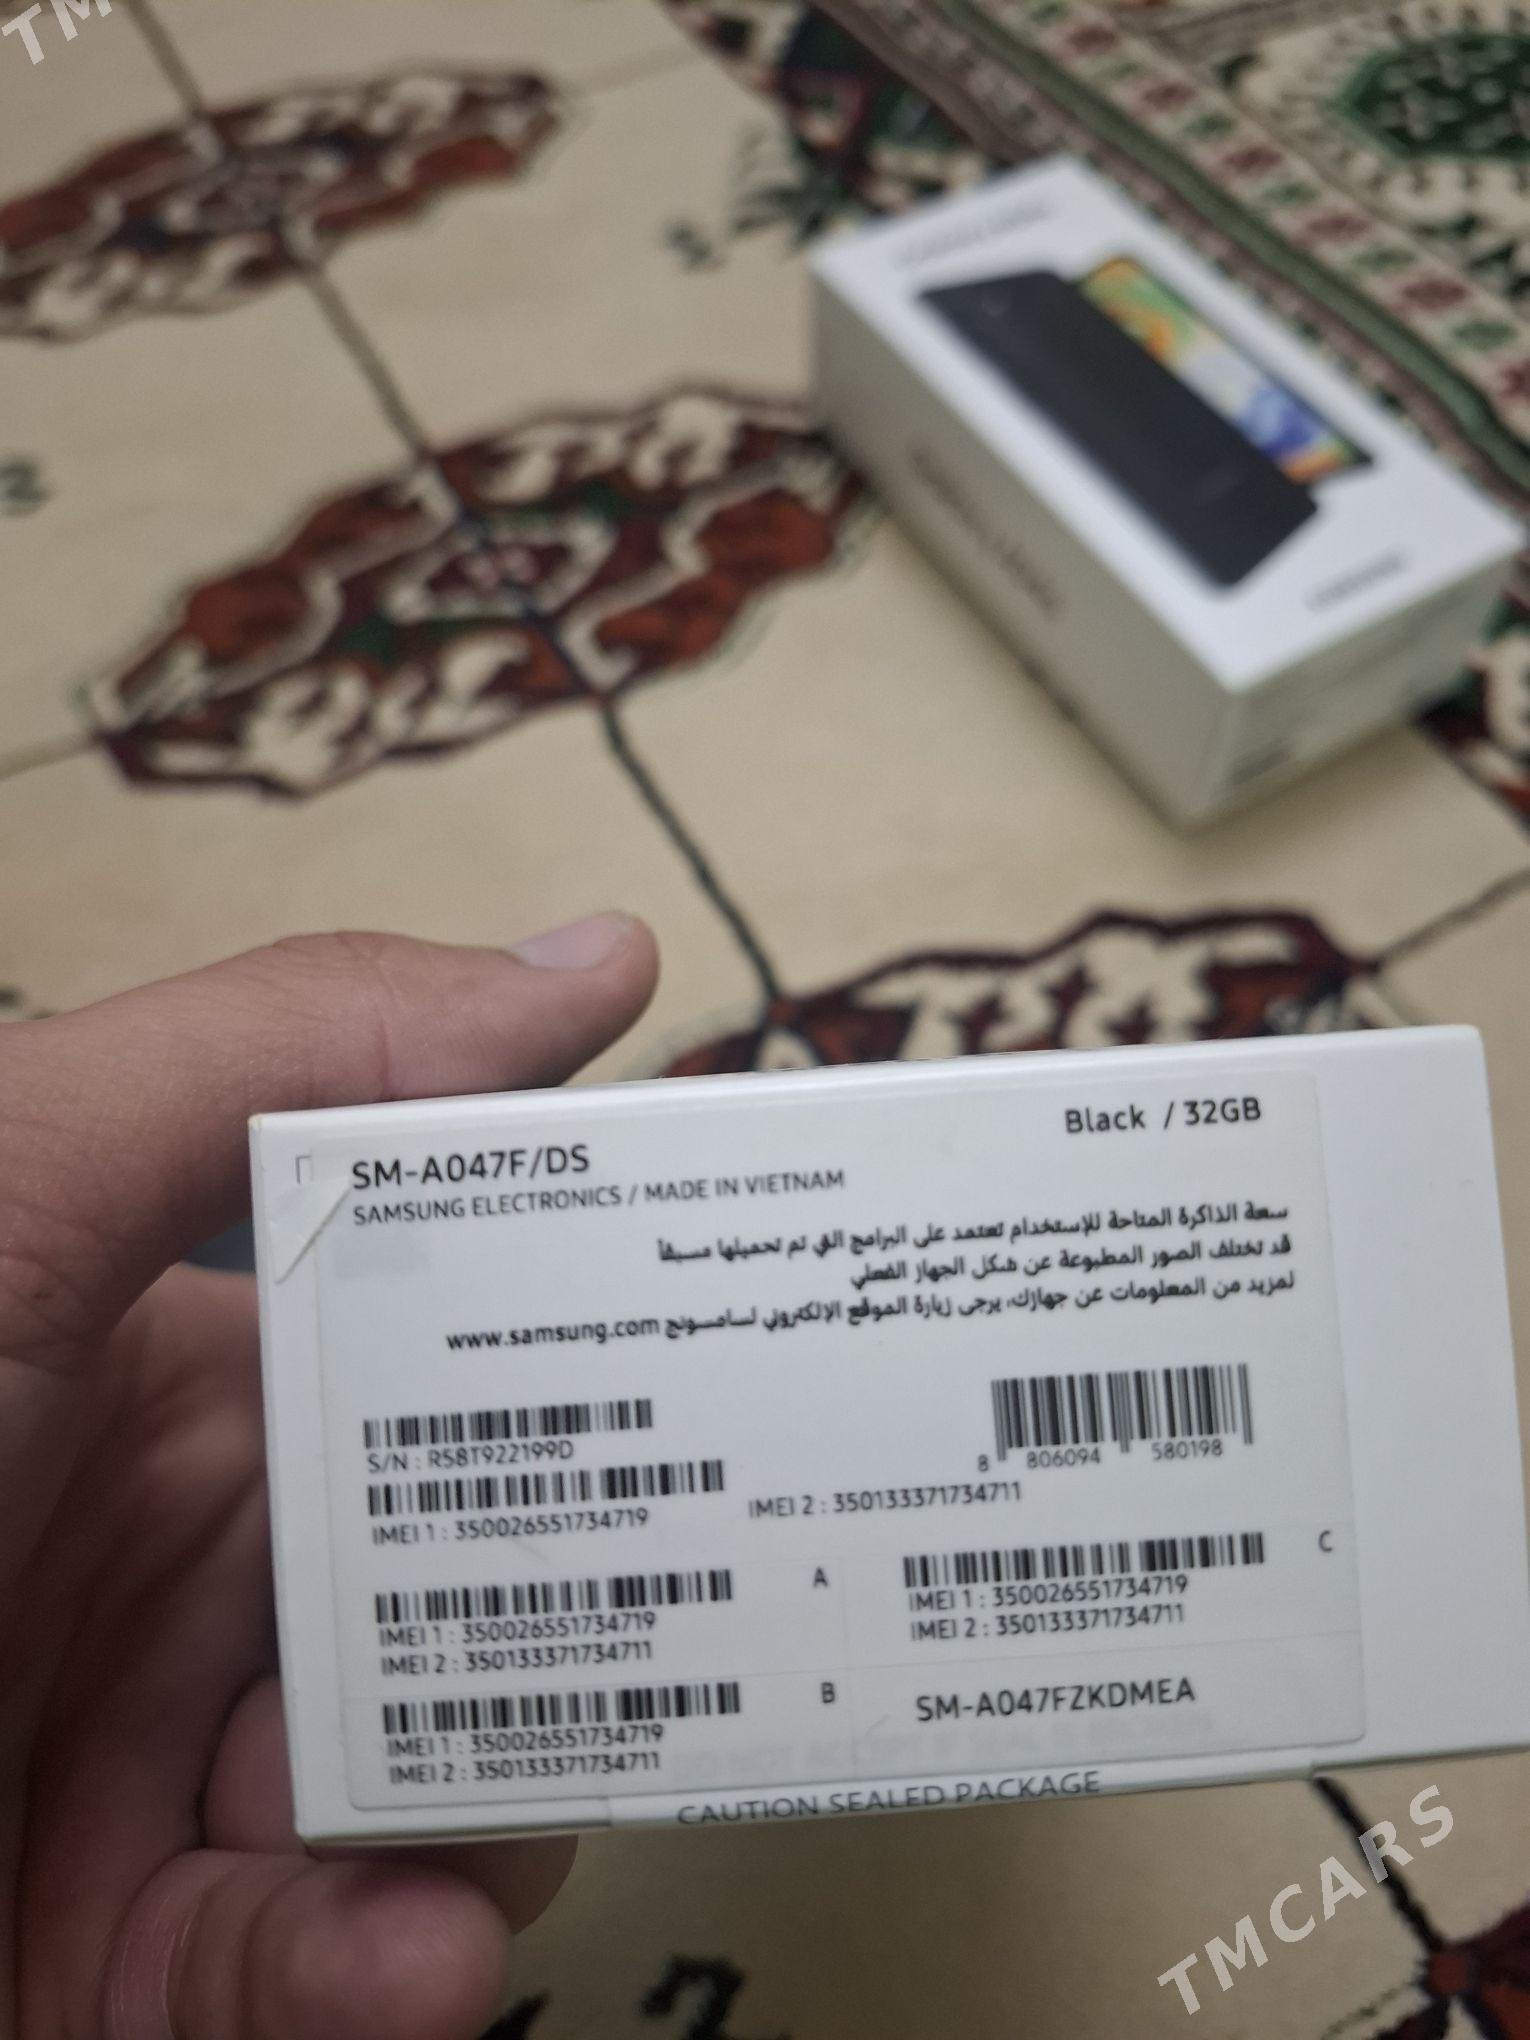 TM
SM-A047F/DS
Black / 32GB
SAMSUNG ELECTRONICS / MADE IN VIETNAM
سعة الذاكرة المتاحة للإستخدام تعتمد على البرامج التي تم تحميلها مسبقاً
قد تختلف الصور المطبوعة عن شكل الجهاز الفعلي
لمزيد من المعلومات عن جهازك، يرجى زيارة الموقع الإلكتروني لسامسونج www.samsung.com
S/N : R58T922199D
8 806094 580198
IMEI 1 : 350026551734719
IMEI 2 : 350133371734711
A
IMEI 1 : 350026551734719
IMEI 2 : 350133371734711
C
IMEI 1 : 350026551734719
IMEI 2 : 350133371734711
B
IMEI 1 : 350026551734719
IMEI 2 : 350133371734711
SM-A047FZKDMEA
CAUTION SEALED PACKAGE
TMCARS